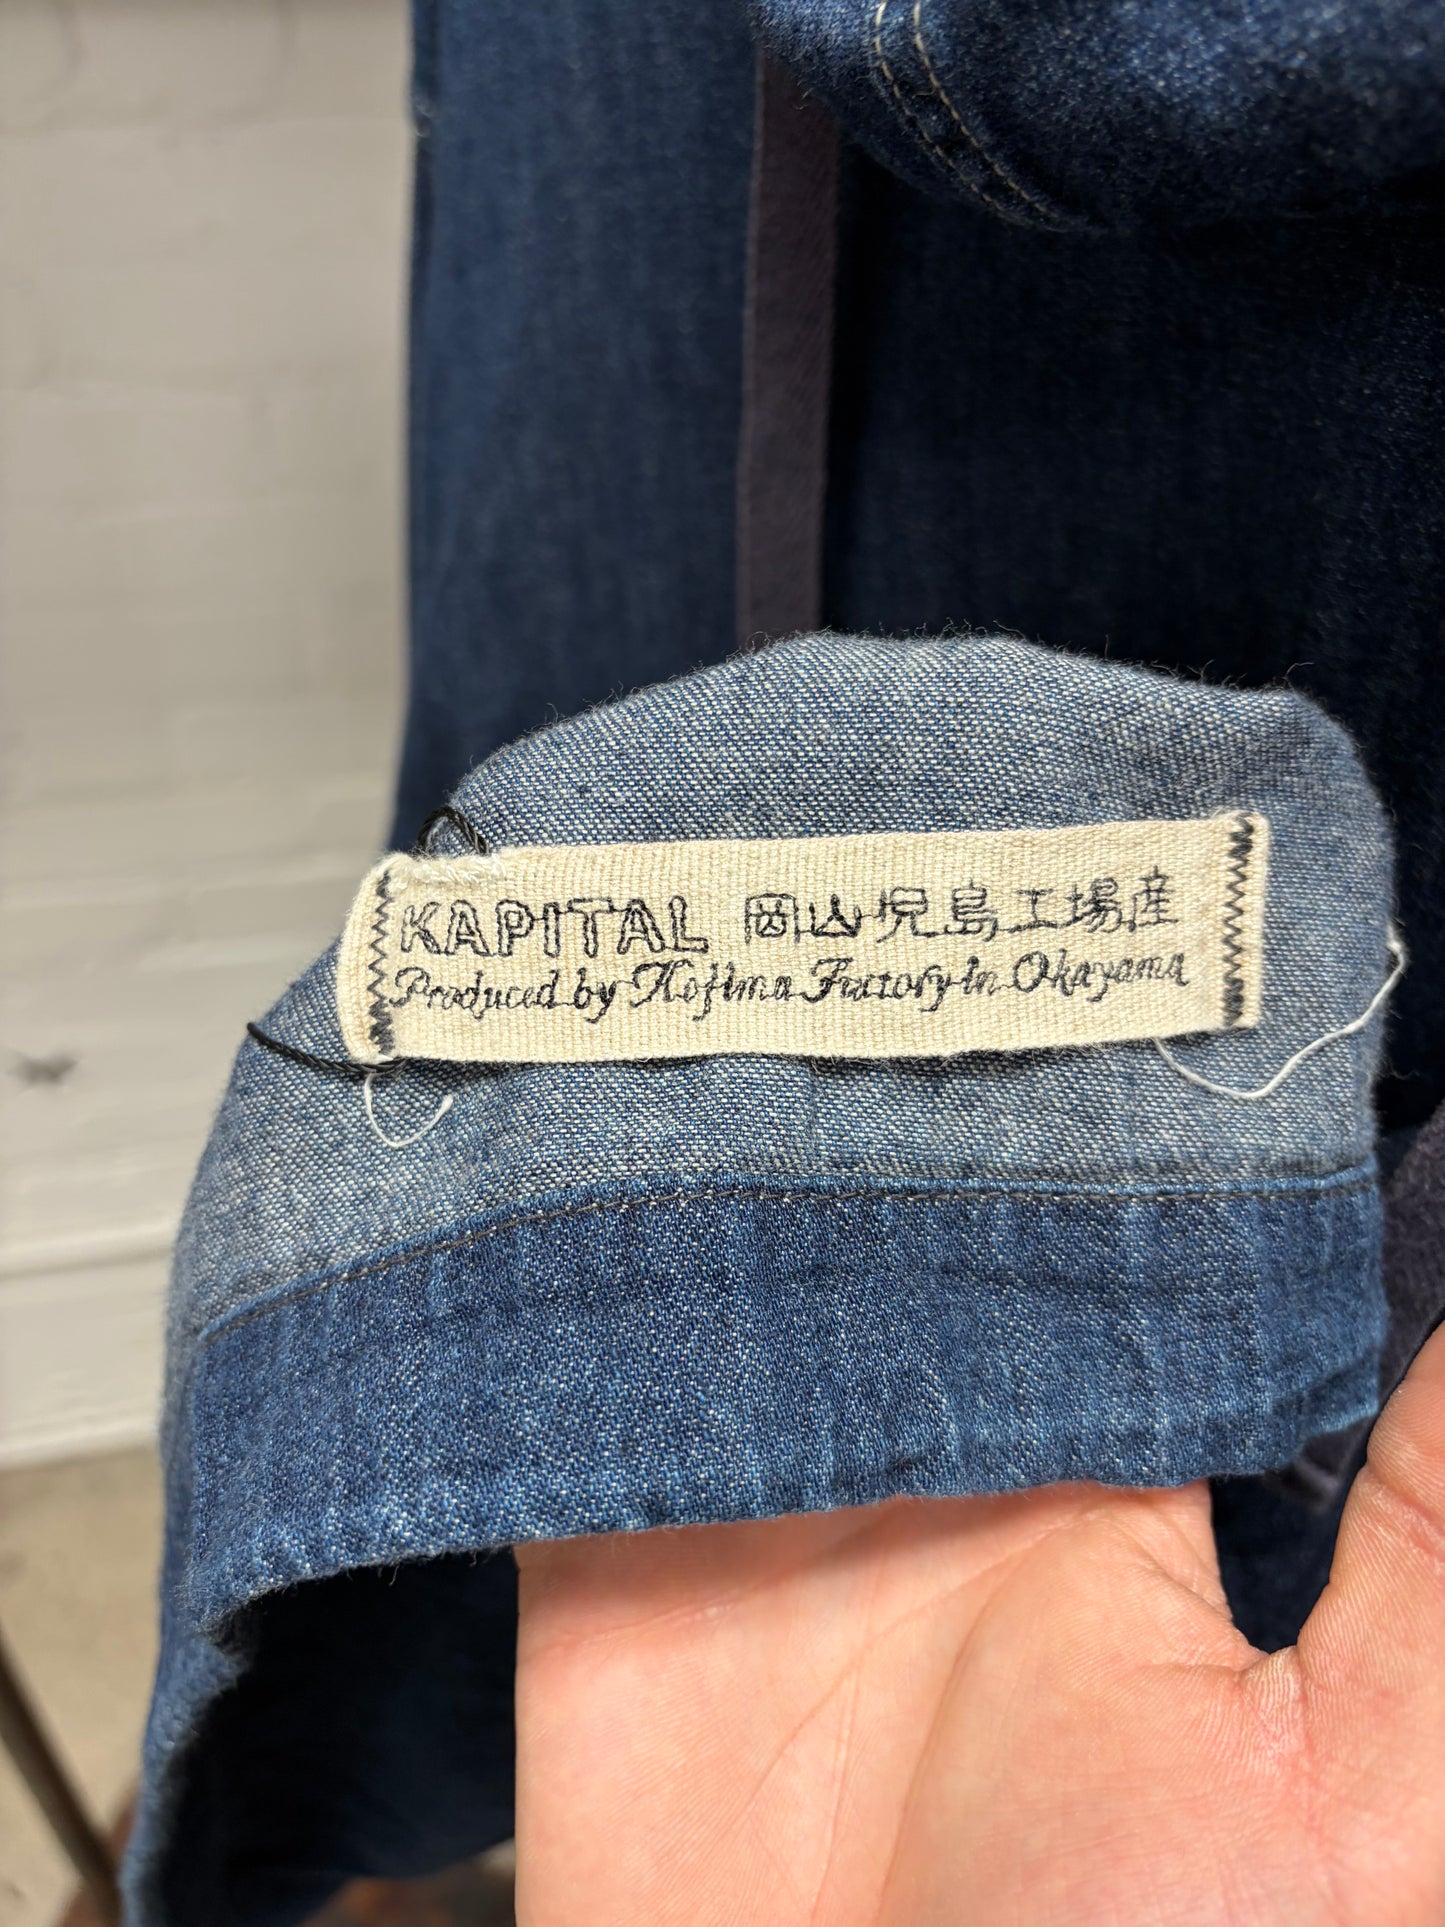 KAPITAL 岡山児島工場産
Produced by Kojima Factory in Okayama